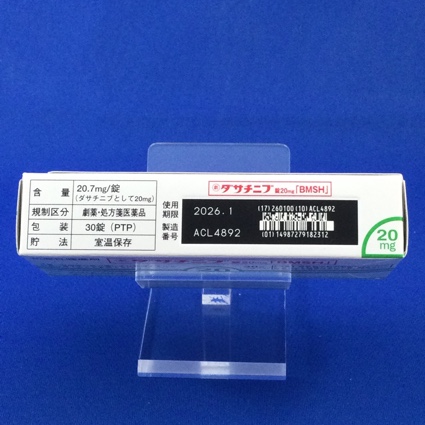 含 量 20.7mg/錠
(ダサチニブとして20mg)
規制区分 劇薬・処方箋医薬品
包 装 30錠(PTP)
貯 法 室温保存
ダサチニブ錠20mg「BMSH」
使用期限 2026.1
製造番号 ACL4892
(17)260100(10)ACL4892
(01)14987279182312
20mg